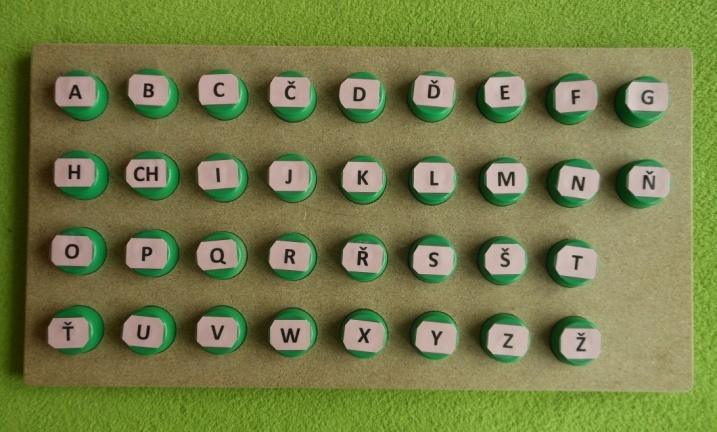 A B C Č D Ď E F G
H CH I J K L M N Ň
O P Q R Ř S Š T
Ť U V W X Y Z Ž